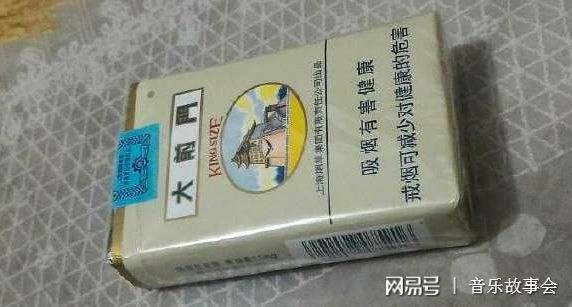 大前門
KING SIZE
上海烟草集团有限责任公司出品
吸烟有害健康
戒烟可减少对健康的危害
网易号 | 音乐故事会